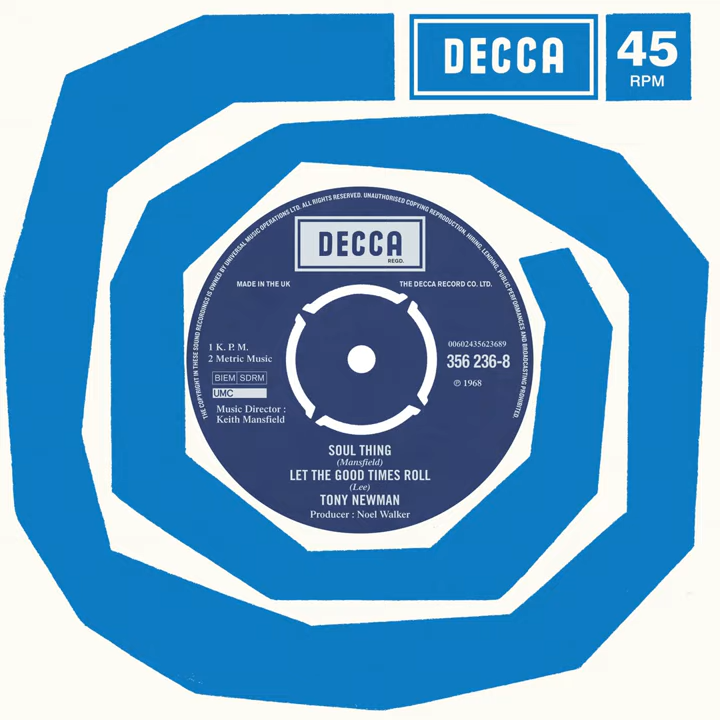 DECCA
45
RPM
THE COPYRIGHT IN THESE SOUND RECORDINGS IS OWNED BY UNIVERSAL MUSIC OPERATIONS LTD. ALL RIGHTS RESERVED. UNAUTHORISED COPYING REPRODUCTION. HIRING, LENDING, PUBLIC PERFORMANCES AND BROADCASTING PROHIBITED.
DECCA
REGD.
MADE IN THE UK
THE DECCA RECORD CO. LTD.
1 K. P. M.
2 Metric Music
00602435623689
356 236-8
BIEM SDRM
℗ 1968
UMC
Music Director :
Keith Mansfield
SOUL THING
(Mansfield)
LET THE GOOD TIMES ROLL
(Lee)
TONY NEWMAN
Producer : Noel Walker